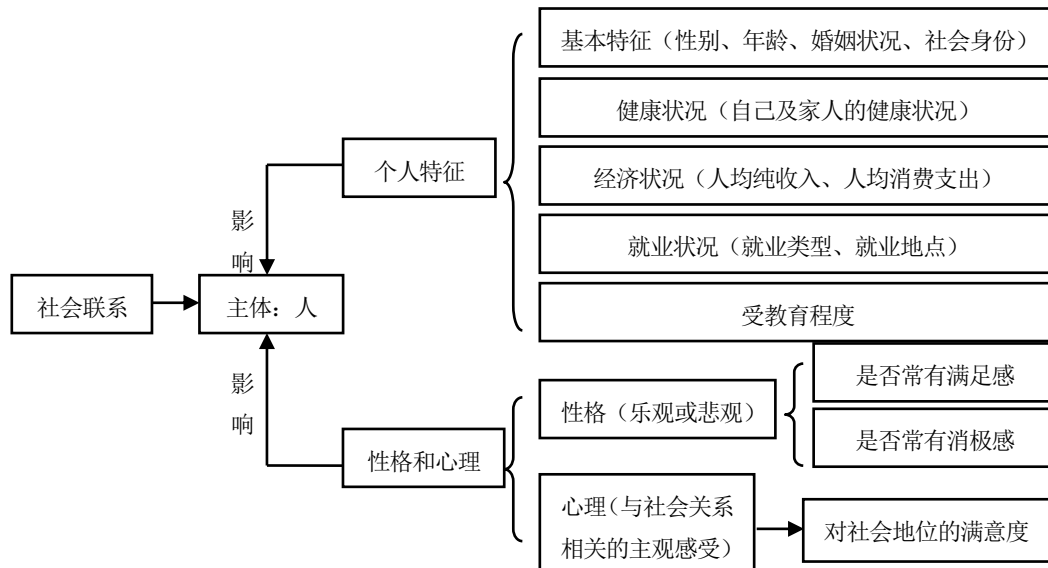 基本特征（性别、年龄、婚姻状况、社会身份）
健康状况（自己及家人的健康状况）
个人特征
经济状况（人均纯收入、人均消费支出）
影
响
就业状况（就业类型、就业地点）
社会联系
主体：人
受教育程度
影
响
性格和心理
性格（乐观或悲观）
是否常有满足感
是否常有消极感
心理（与社会关系
相关的主观感受）
对社会地位的满意度